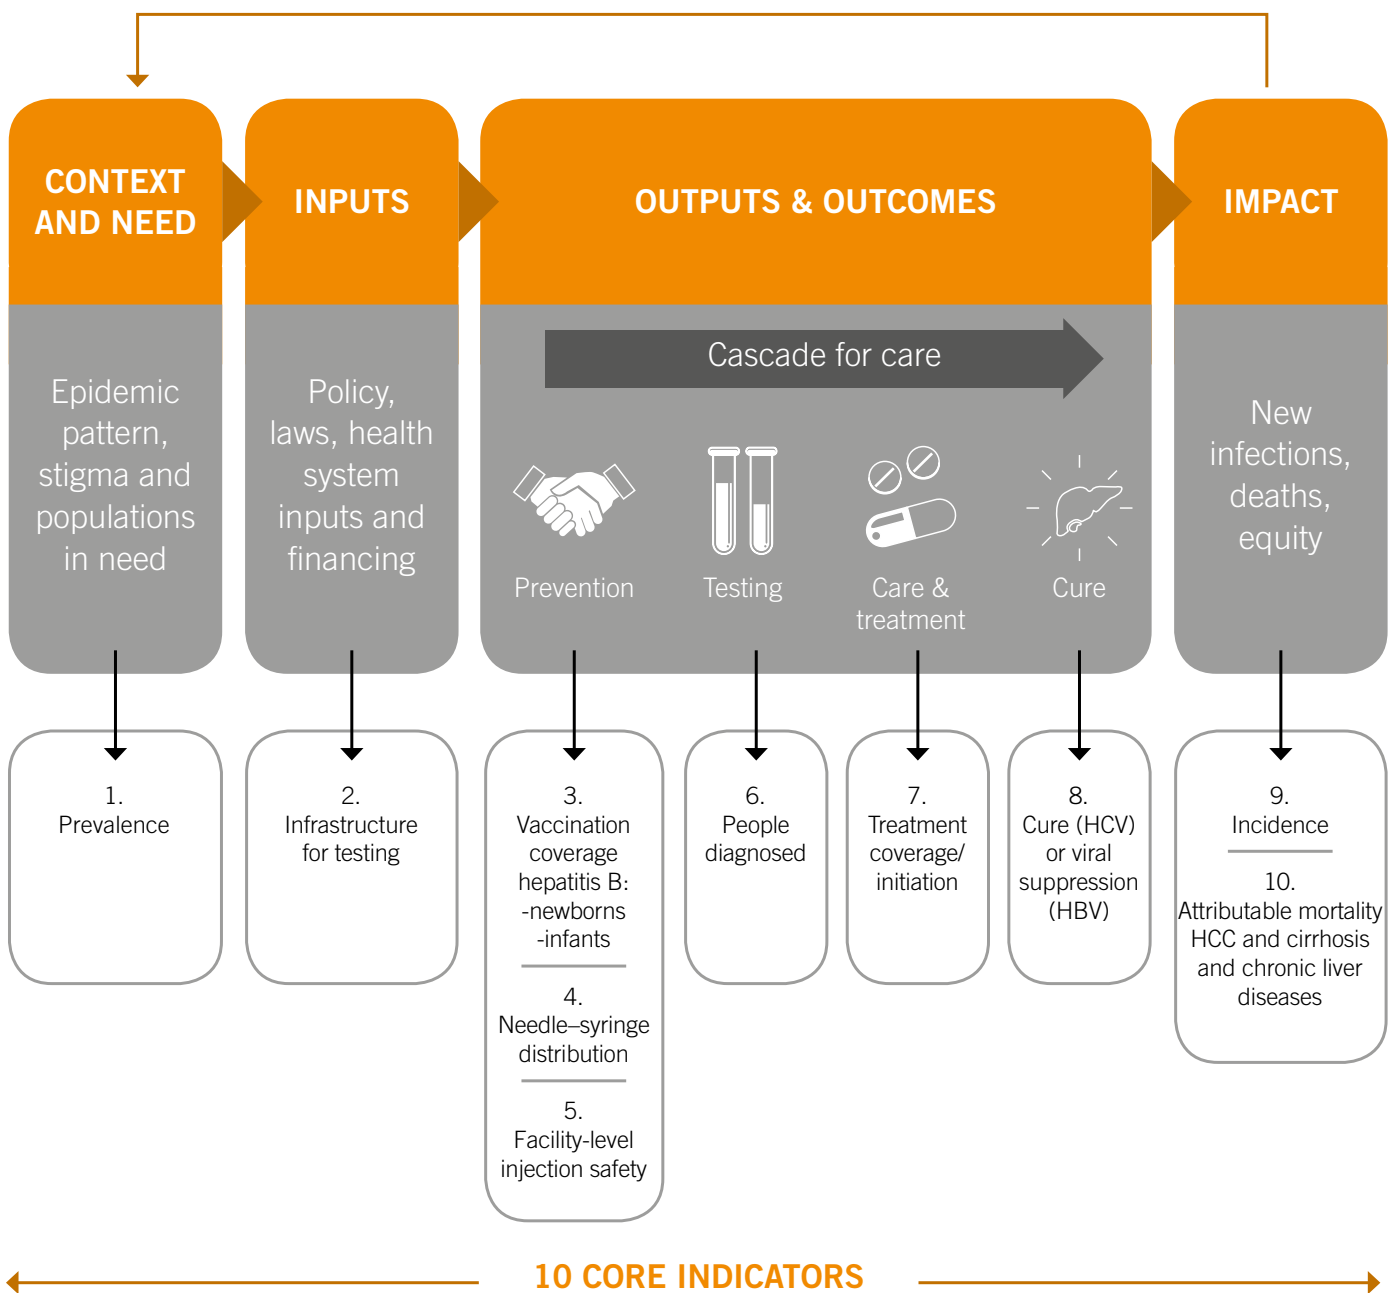 CONTEXT
AND NEED
INPUTS
OUTPUTS & OUTCOMES
IMPACT
Epidemic
pattern,
stigma and
populations
in need
Policy,
laws, health
system
inputs and
financing
Cascade for care
Prevention
Testing
Care &
treatment
Cure
New
infections,
deaths,
equity
1.
Prevalence
2.
Infrastructure
for testing
3.
Vaccination
coverage
hepatitis B:
-newborns
-infants
4.
Needle–syringe
distribution
5.
Facility-level
injection safety
6.
People
diagnosed
7.
Treatment
coverage/
initiation
8.
Cure (HCV)
or viral
suppression
(HBV)
9.
Incidence
10.
Attributable mortality
HCC and cirrhosis
and chronic liver
diseases
10 CORE INDICATORS